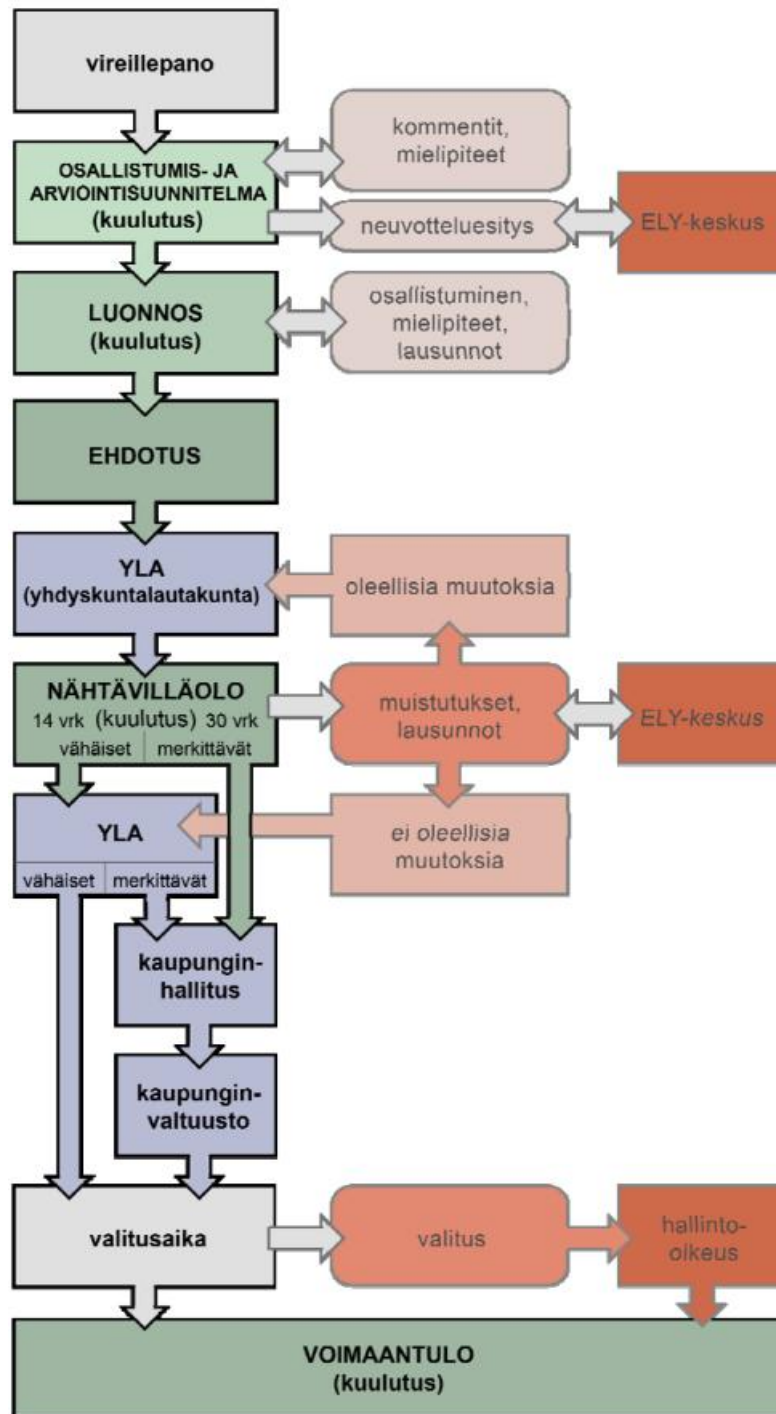 vireillepano
kommentit,
mielipiteet
OSALLISTUMIS- JA
ARVIOINTISUUNNITELMA
(kuulutus)
neuvotteluesitys
ELY-keskus
LUONNOS
(kuulutus)
osallistuminen,
mielipiteet,
lausunnot
EHDOTUS
YLA
(yhdyskuntalautakunta)
oleellisia muutoksia
NÄHTÄVILLÄOLO
14 vrk (kuulutus) 30 vrk
vähäiset merkittävät
muistutukset,
lausunnot
ELY-keskus
YLA
vähäiset merkittävät
ei oleellisia
muutoksia
kaupungin-
hallitus
kaupungin-
valtuusto
valitusaika
valitus
hallinto-
oikeus
VOIMAANTULO
(kuulutus)